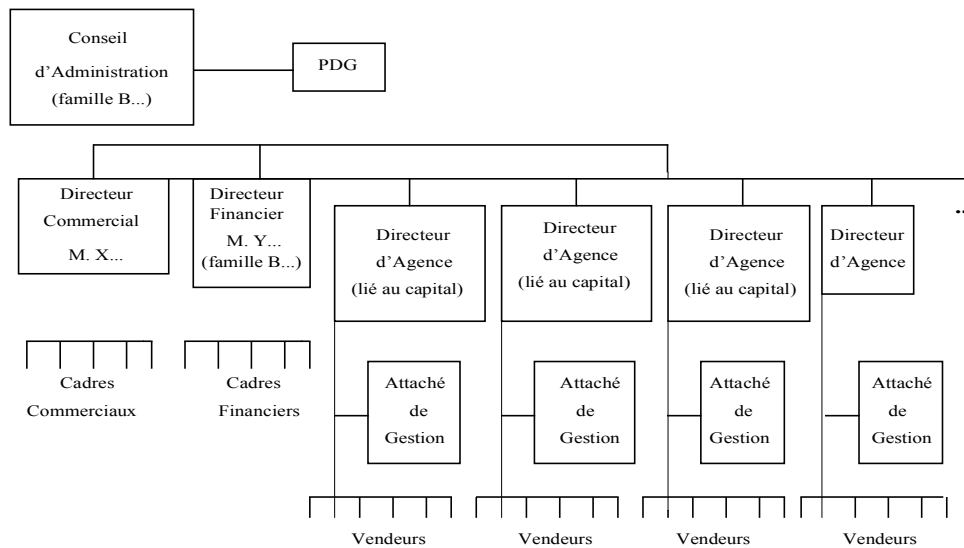 Conseil
d'Administration
(famille B...)
PDG
Directeur
Commercial
M. X...
Directeur
Financier
M. Y...
(famille B...)
Directeur
d'Agence
(lié au capital)
Directeur
d'Agence
(lié au capital)
Directeur
d'Agence
(lié au capital)
Directeur
d'Agence
..
Cadres
Commerciaux
Cadres
Financiers
Attaché
de
Gestion
Attaché
de
Gestion
Attaché
de
Gestion
Attaché
de
Gestion
Vendeurs
Vendeurs
Vendeurs
Vendeurs